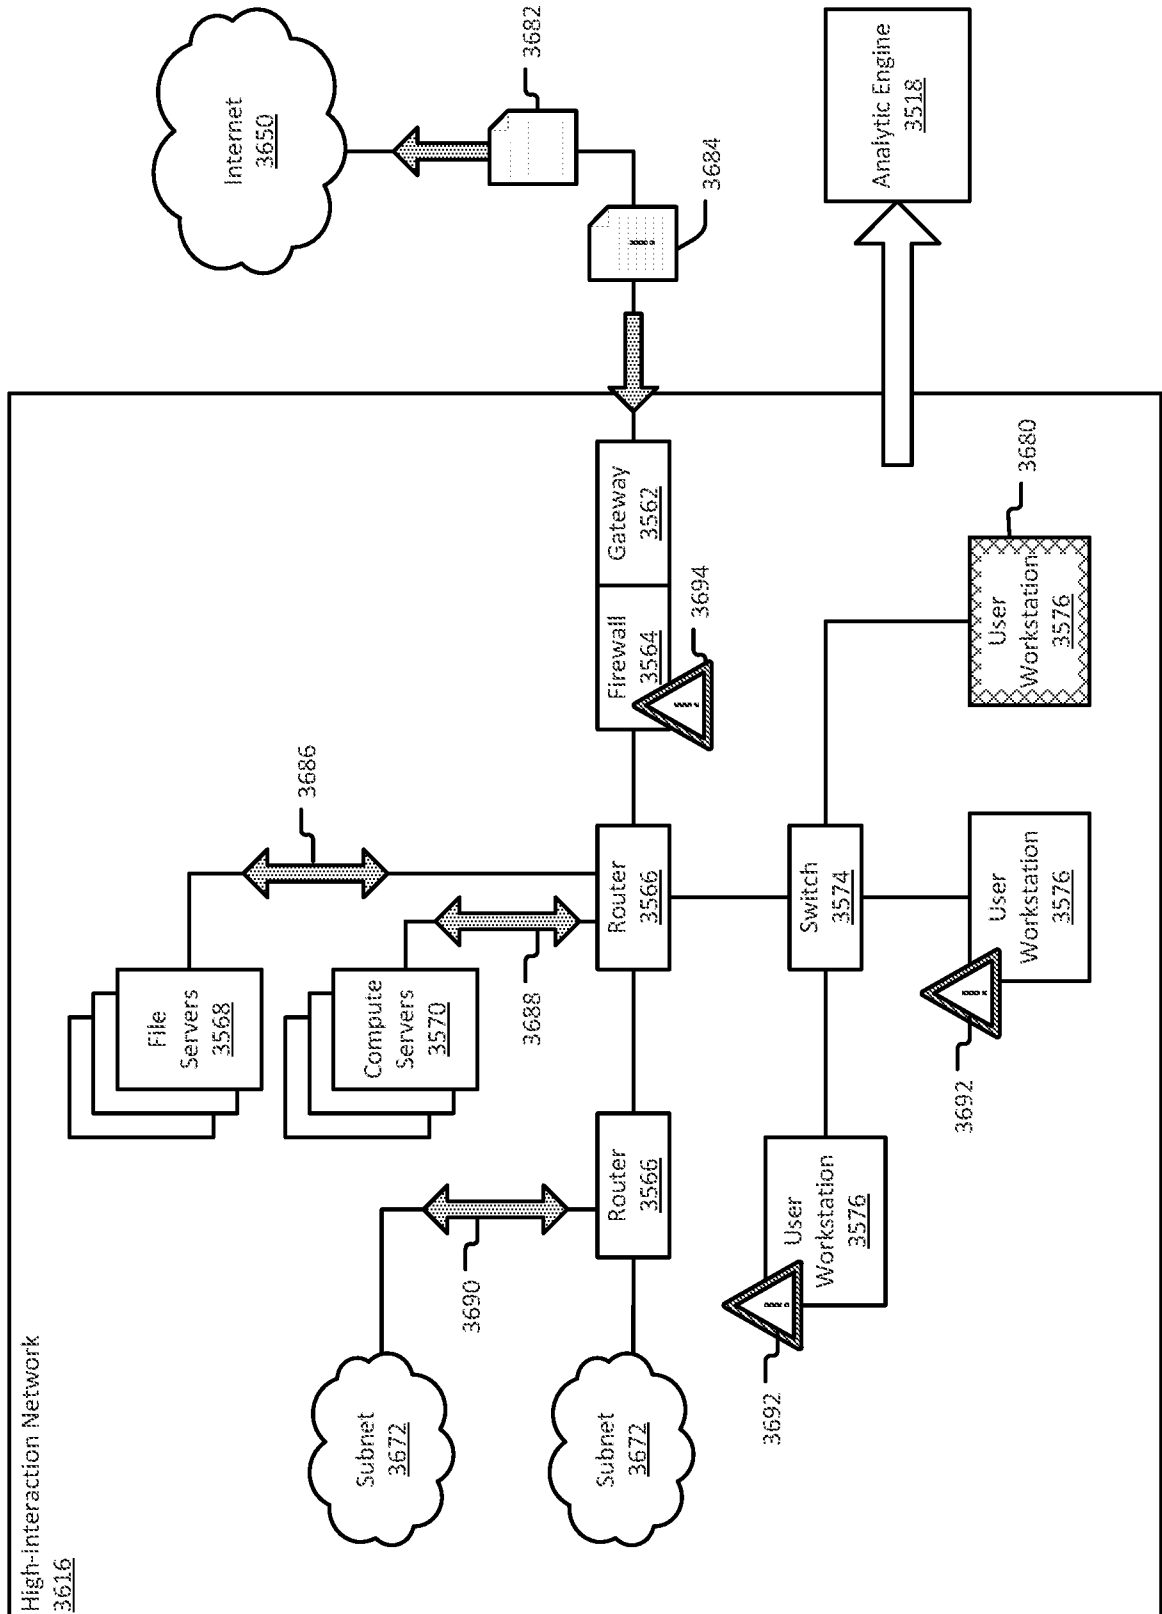 High-Interaction Network
3616
Subnet
3672
Subnet
3672
3690
Router
3566
User
Workstation
3576
3692
File
Servers
3568
Compute
Servers
3570
3686
3688
Router
3566
Switch
3574
User
Workstation
3576
3692
Firewall
3564
Gateway
3562
3694
User
Workstation
3576
3680
Internet
3650
3682
3684
Analytic Engine
3518